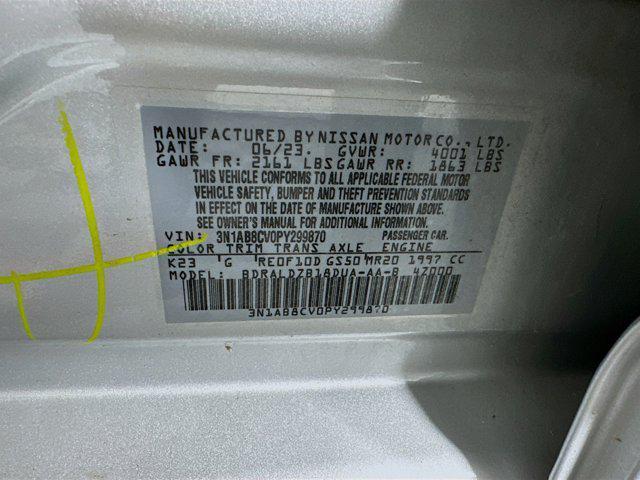 MANUFACTURED BY NISSAN MOTOR CO., LTD.
DATE: 06/23. GVWR: 4001 LBS
GAWR FR: 2161 LBS GAWR RR: 1863 LBS
THIS VEHICLE CONFORMS TO ALL APPLICABLE FEDERAL MOTOR
VEHICLE SAFETY, BUMPER AND THEFT PREVENTION STANDARDS
IN EFFECT ON THE DATE OF MANUFACTURE SHOWN ABOVE.
SEE OWNER'S MANUAL FOR ADDITIONAL INFORMATION.
VIN: 3N1AB8CV0PY299870 PASSENGER CAR.
COLOR TRIM TRANS AXLE ENGINE
K23 G RE0F10D GS50 MR20 1997 CC
MODEL: BDRALDZB18DUA-AA-B 47000
3N1AB8CV0PY299870